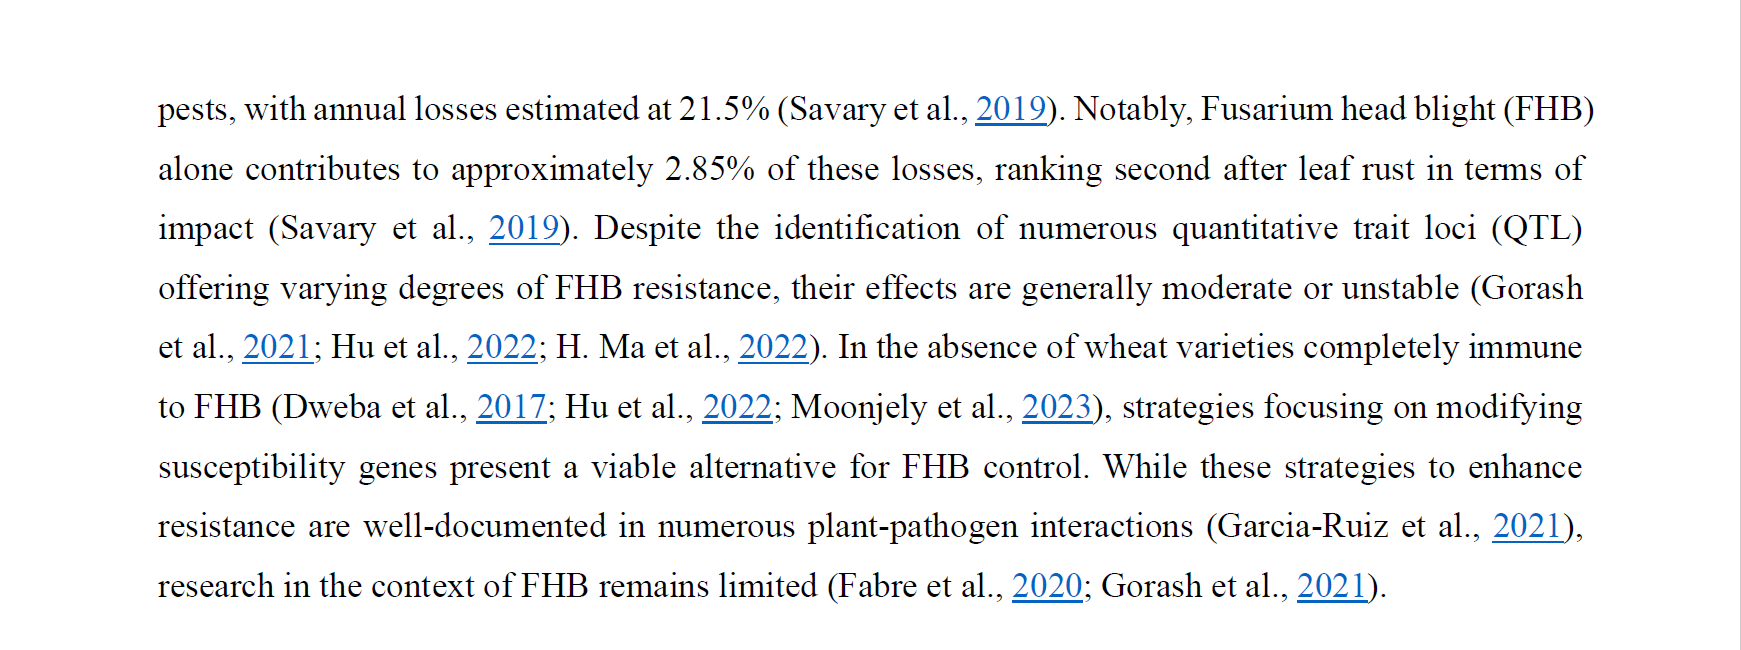 pests, with annual losses estimated at 21.5% (Savary et al., 2019). Notably, Fusarium head blight (FHB)
alone contributes to approximately 2.85% of these losses, ranking second after leaf rust in terms of
impact (Savary et al., 2019). Despite the identification of numerous quantitative trait loci (QTL)
offering varying degrees of FHB resistance, their effects are generally moderate or unstable (Gorash
et al., 2021; Hu et al., 2022; H. Ma et al., 2022). In the absence of wheat varieties completely immune
to FHB (Dweba et al., 2017; Hu et al., 2022; Moonjely et al., 2023), strategies focusing on modifying
susceptibility genes present a viable alternative for FHB control. While these strategies to enhance
resistance are well-documented in numerous plant-pathogen interactions (Garcia-Ruiz et al., 2021),
research in the context of FHB remains limited (Fabre et al., 2020; Gorash et al., 2021).